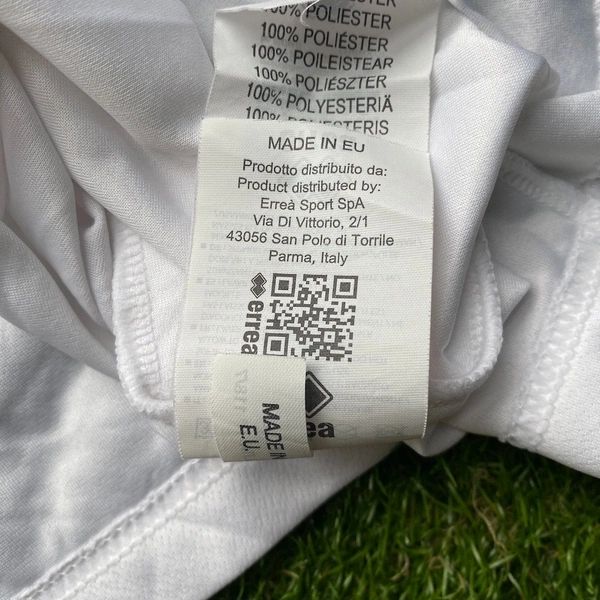 100% POLIESTER
100% POLIÉSTER
100% POILEISTEAR
100% POLIÉSZTER
100% POLYESTERIÄ
100% POLIESTERIS
MADE IN EU
Prodotto distribuito da:
Product distributed by:
Erreà Sport SpA
Via Di Vittorio, 2/1
43056 San Polo di Torrile
Parma, Italy
errea
MADE IN
E.U.
ea